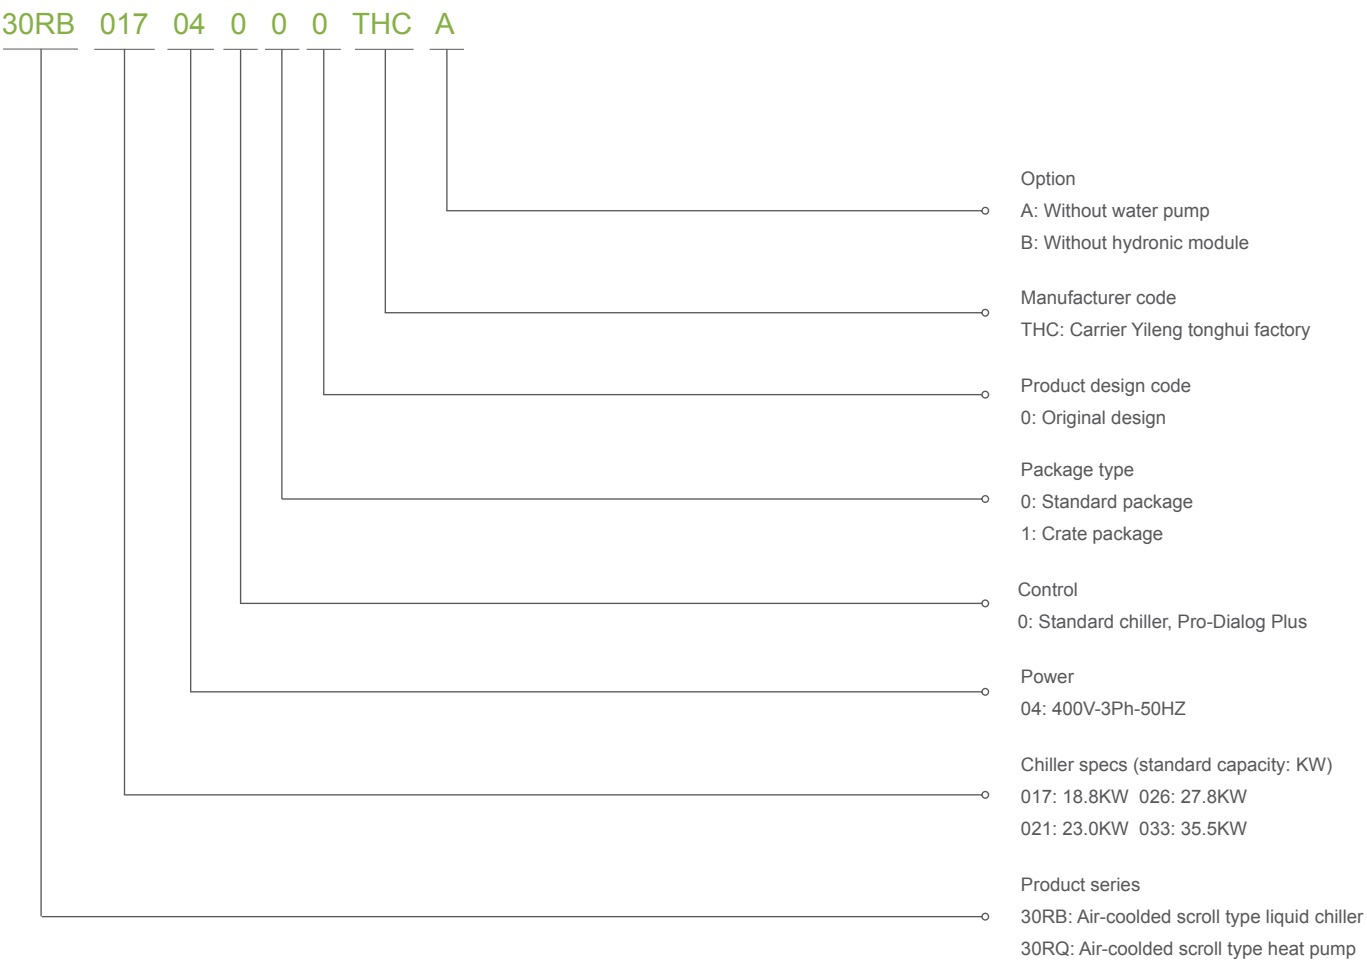 30RB 017 04 0 0 0 THC A
Option
A: Without water pump
B: Without hydronic module
Manufacturer code
THC: Carrier Yileng tonghui factory
Product design code
0: Original design
Package type
0: Standard package
1: Crate package
Control
0: Standard chiller, Pro-Dialog Plus
Power
04: 400V-3Ph-50HZ
Chiller specs (standard capacity: KW)
017: 18.8KW 026: 27.8KW
021: 23.0KW 033: 35.5KW
Product series
30RB: Air-coolded scroll type liquid chiller
30RQ: Air-coolded scroll type heat pump